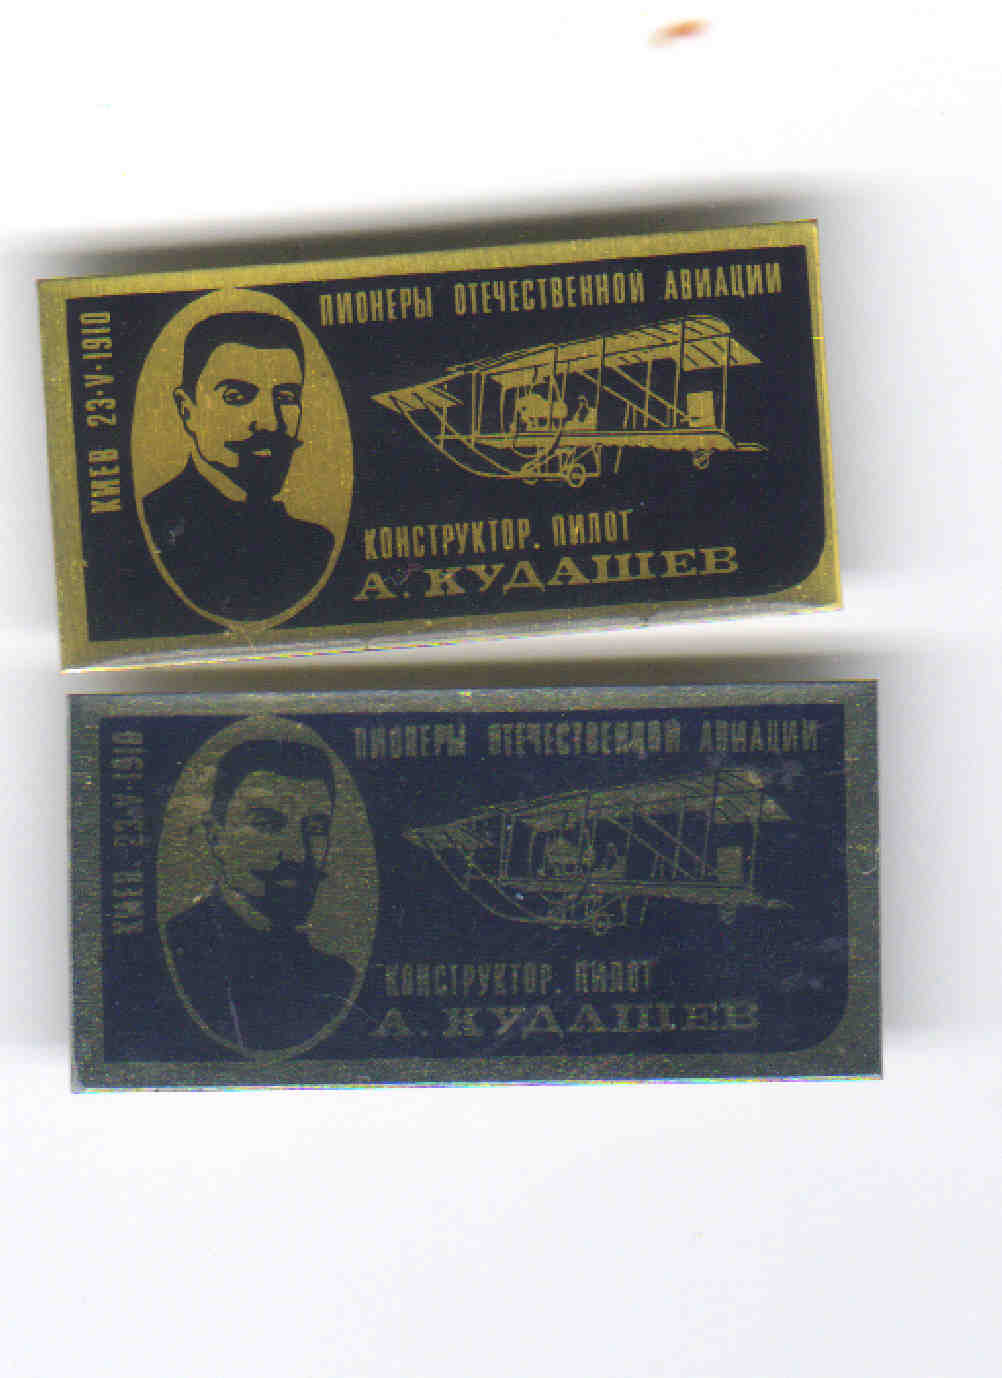 КИЕВ 23·V·1910
ПИОНЕРЫ ОТЕЧЕСТВЕННОЙ АВИАЦИИ
КОНСТРУКТОР. ПИЛОТ
А. КУДАШЕВ
КИЕВ 23·V·1910
ПИОНЕРЫ ОТЕЧЕСТВЕННОЙ АВИАЦИИ
КОНСТРУКТОР. ПИЛОТ
А. КУДАШЕВ